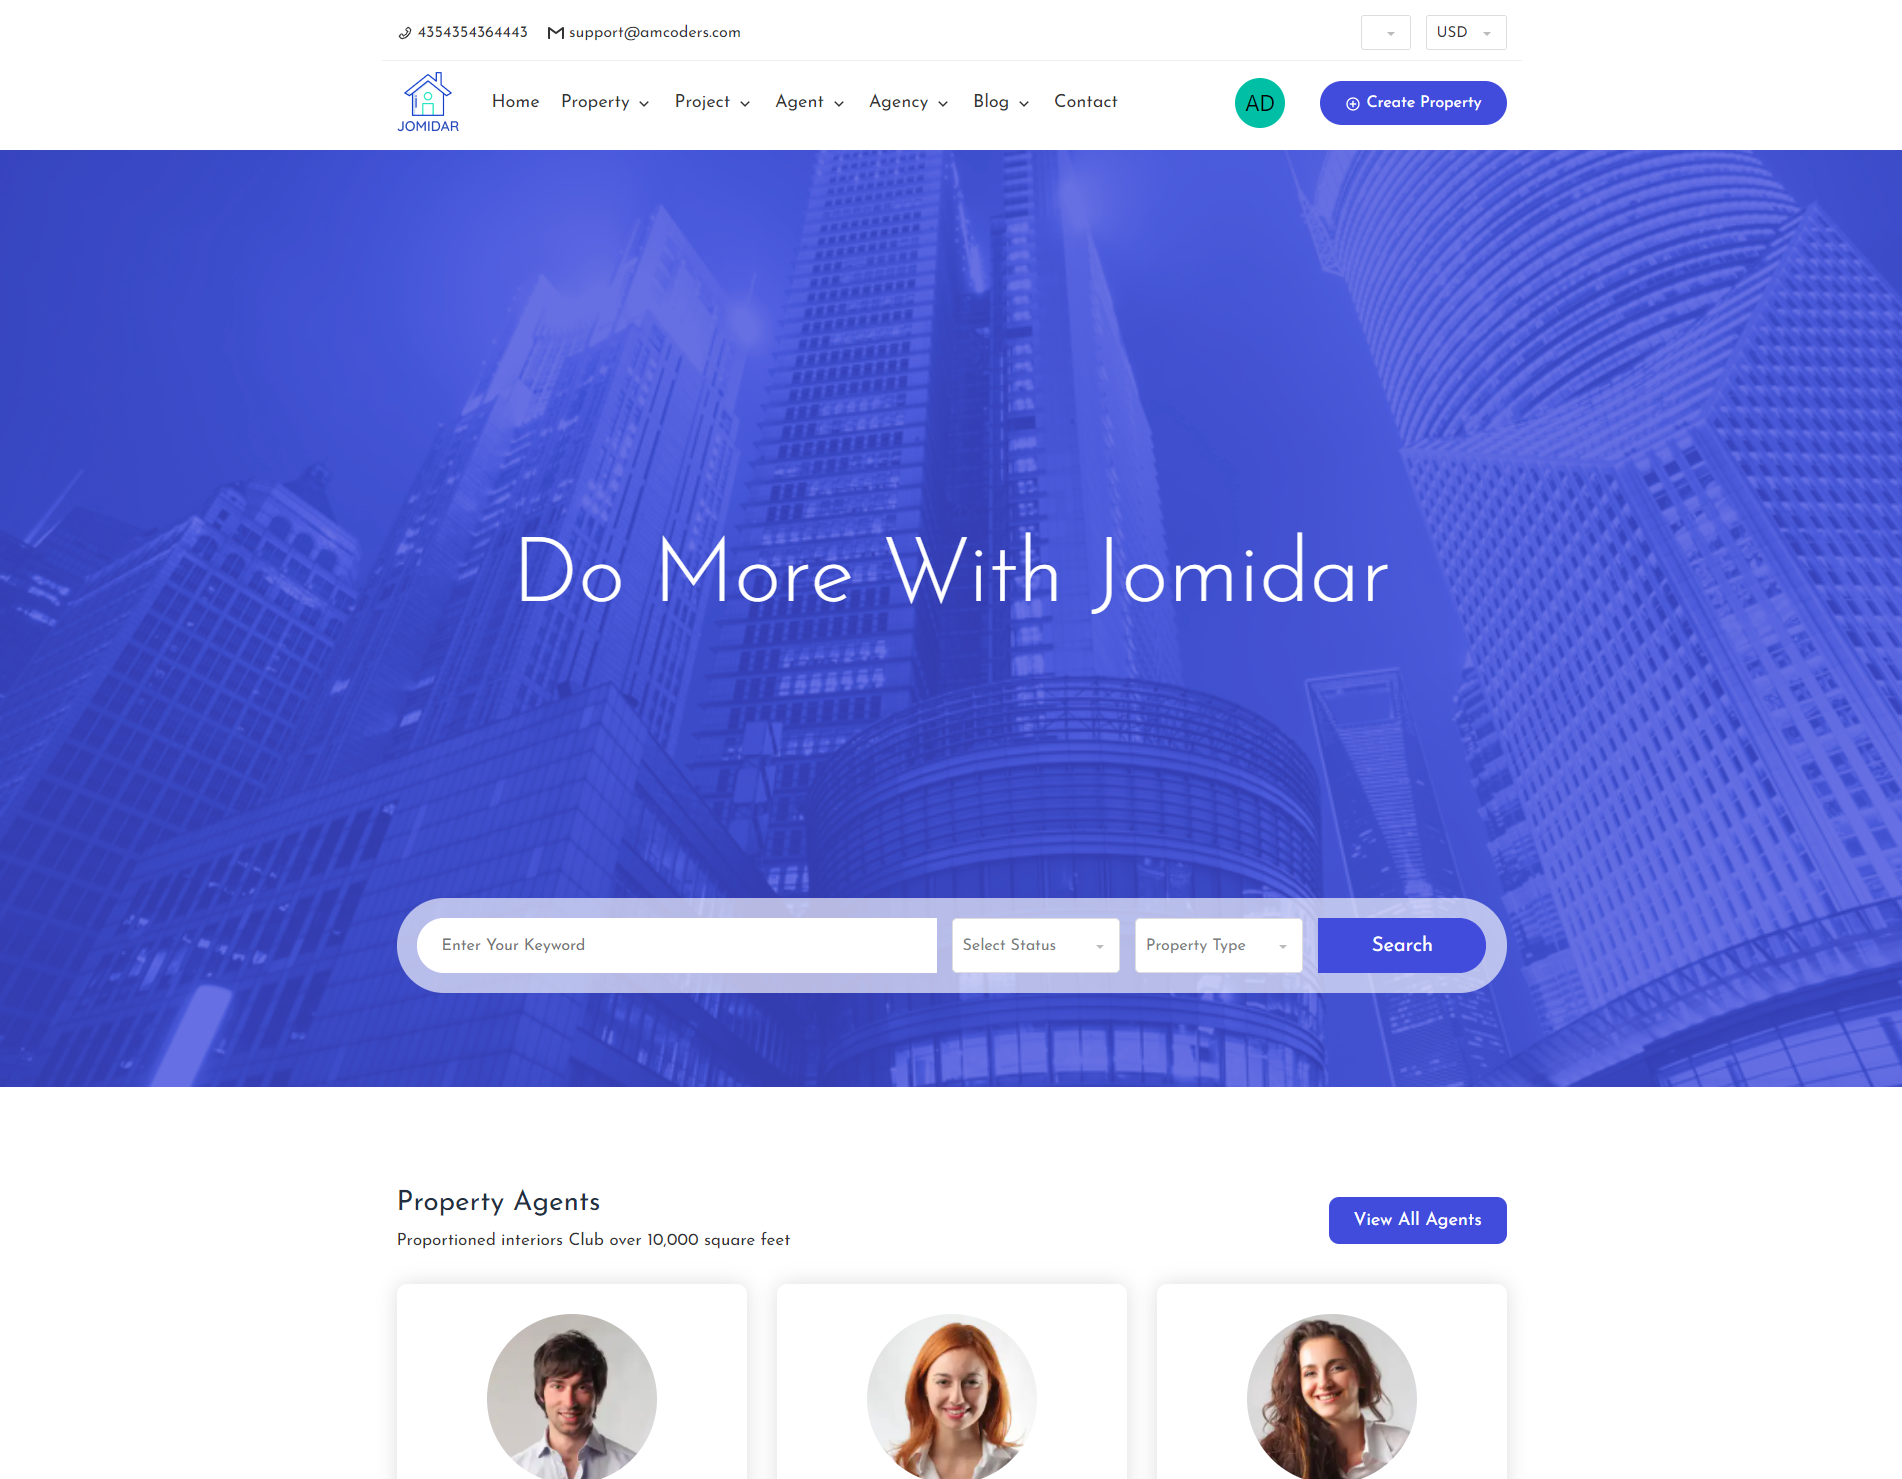 4354354364443 support@amcoders.com USD
JOMIDAR
Home Property Project Agent Agency Blog Contact AD Create Property
Do More With Jomidar
Enter Your Keyword Select Status Property Type Search
Property Agents
View All Agents
Proportioned interiors Club over 10,000 square feet